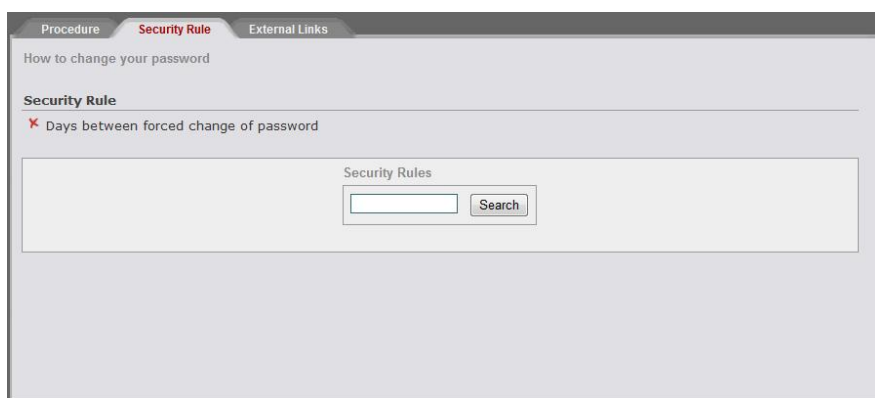 Procedure Security Rule External Links
How to change your password
Security Rule
Days between forced change of password
Security Rules
Search